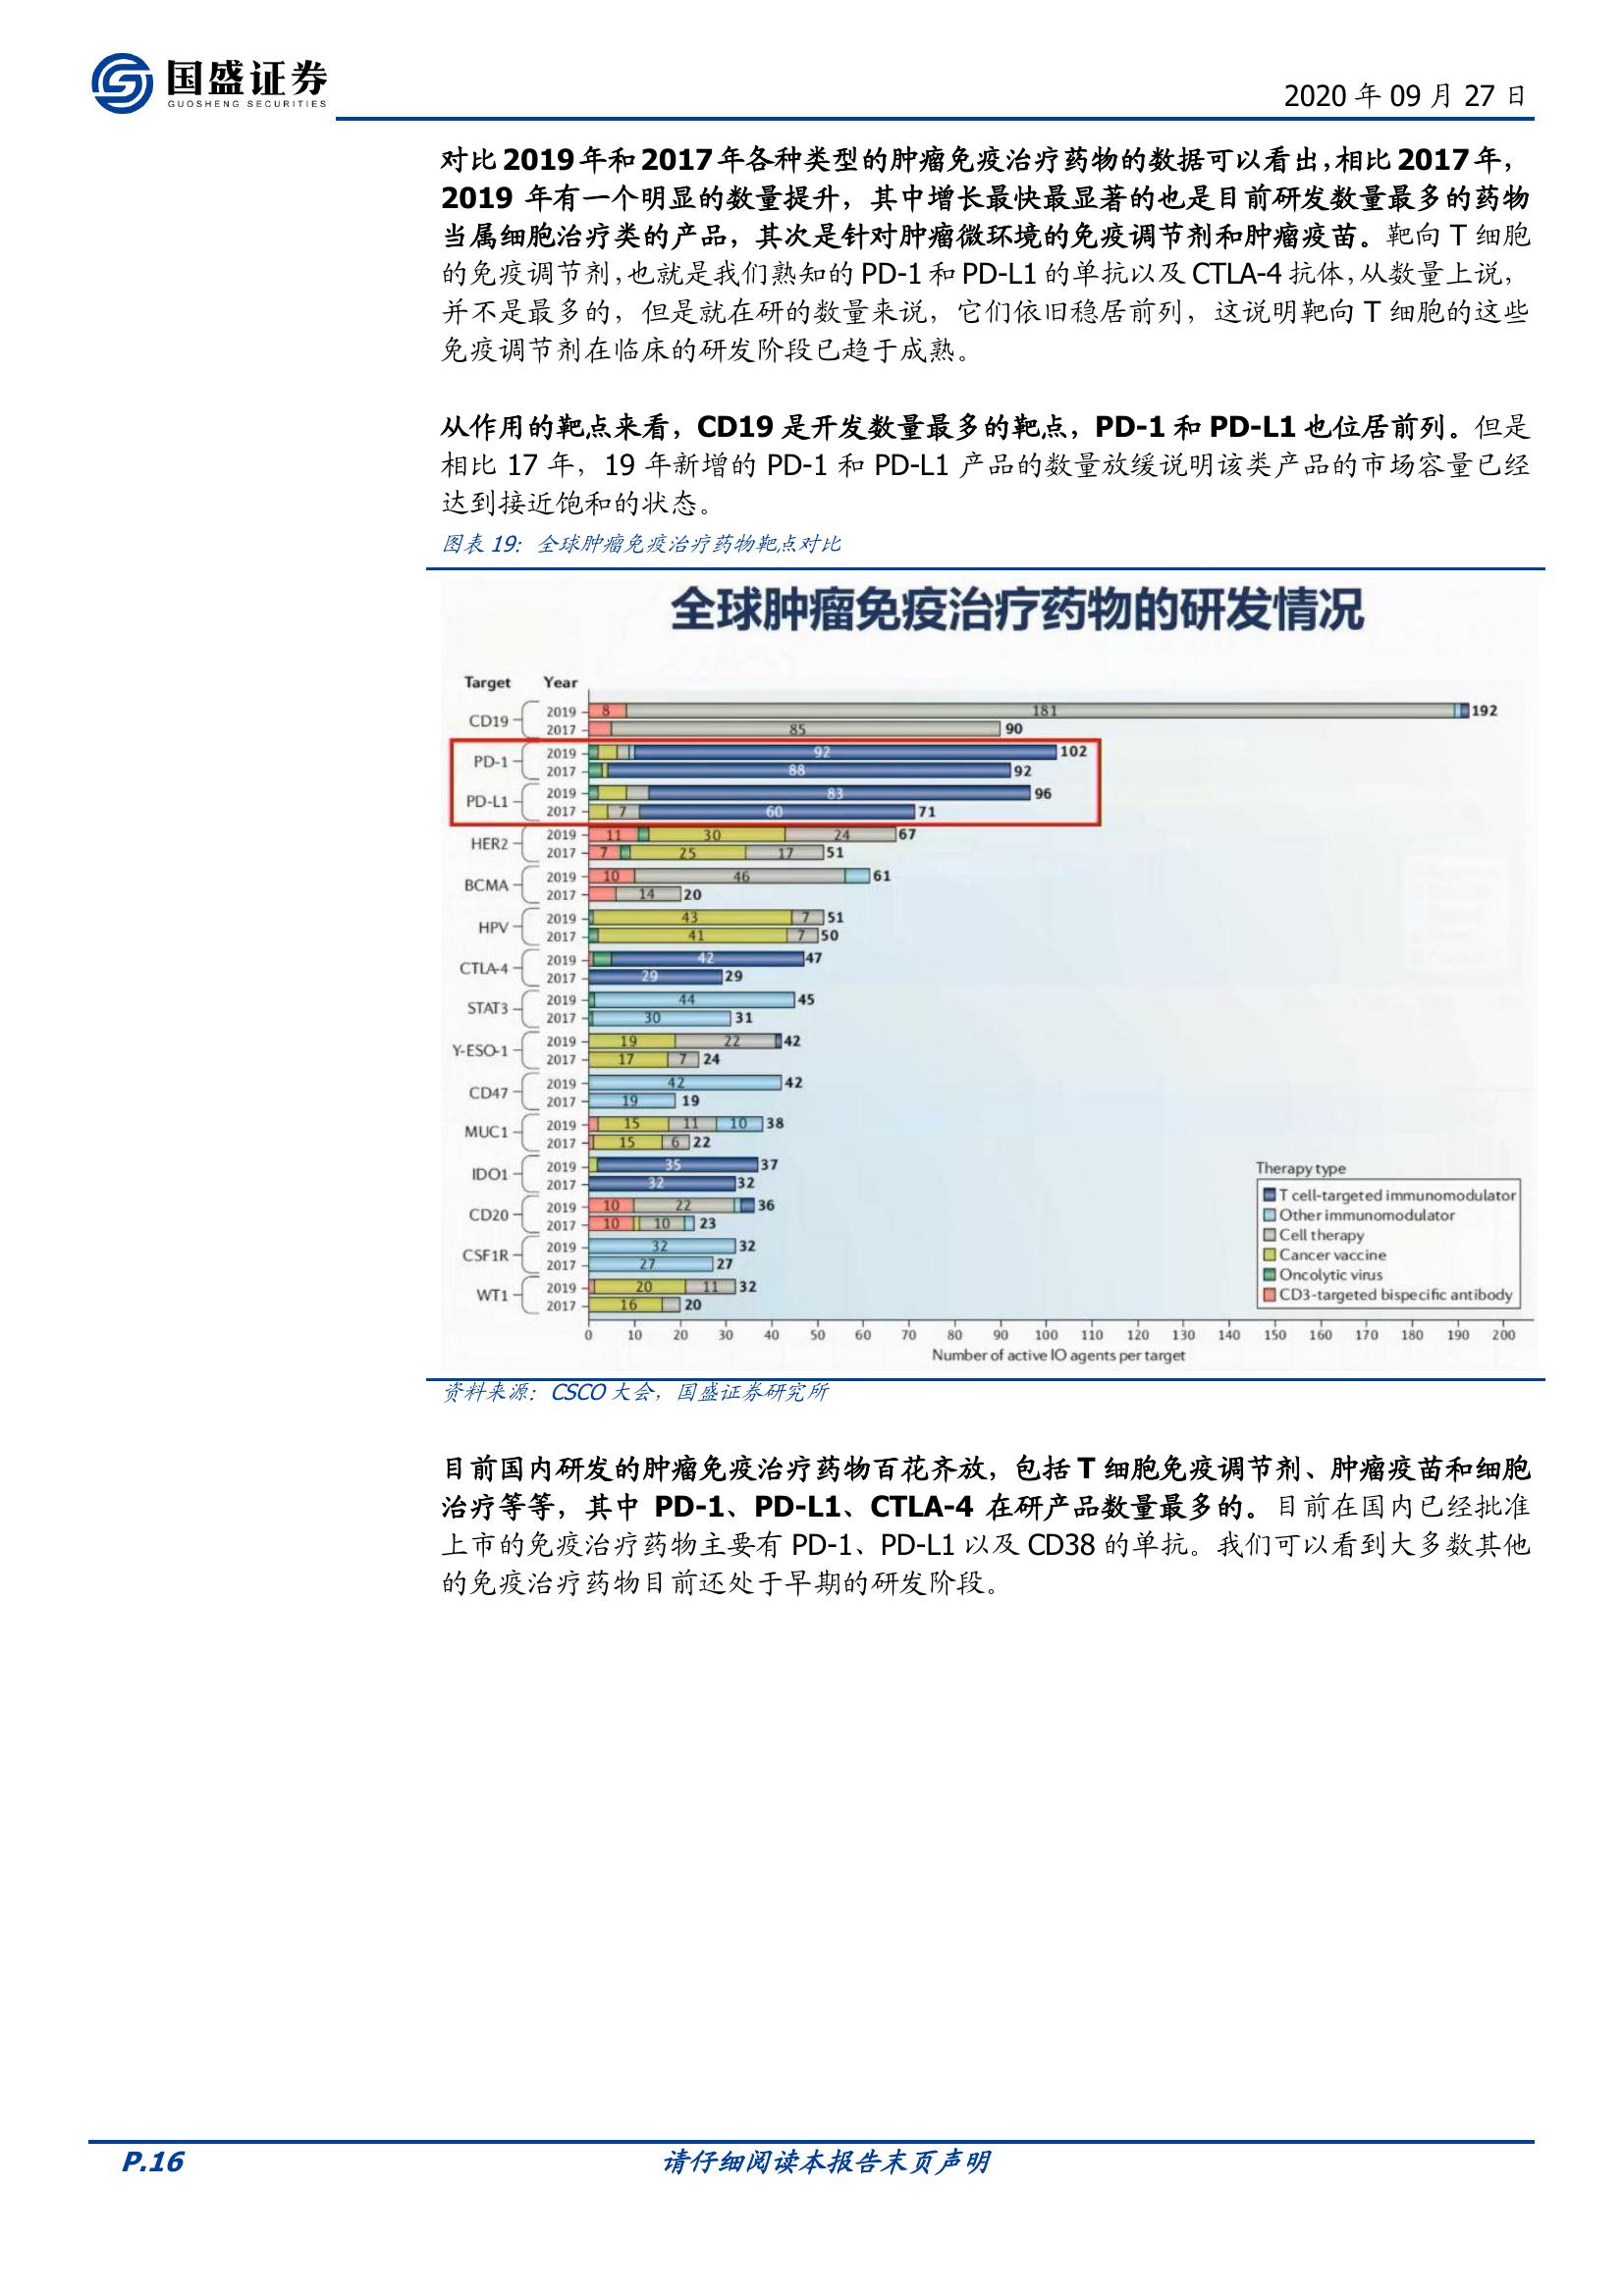 国盛证券
GUOSHENG SECURITIES
2020 年 09 月 27 日
对比 2019 年和 2017 年各种类型的肿瘤免疫治疗药物的数据可以看出，相比 2017 年，
2019 年有一个明显的数量提升，其中增长最快最显著的也是目前研发数量最多的药物
当属细胞治疗类的产品，其次是针对肿瘤微环境的免疫调节剂和肿瘤疫苗。靶向 T 细胞
的免疫调节剂，也就是我们熟知的 PD-1 和 PD-L1 的单抗以及 CTLA-4 抗体，从数量上说，
并不是最多的，但是就在研的数量来说，它们依旧稳居前列，这说明靶向 T 细胞的这些
免疫调节剂在临床的研发阶段已趋于成熟。
从作用的靶点来看，CD19 是开发数量最多的靶点，PD-1 和 PD-L1 也位居前列。但是
相比 17 年，19 年新增的 PD-1 和 PD-L1 产品的数量放缓说明该类产品的市场容量已经
达到接近饱和的状态。
图表 19：全球肿瘤免疫治疗药物靶点对比
全球肿瘤免疫治疗药物的研发情况
Target Year
CD19
2019 8 181 192
2017 85 90
PD-1
2019 92 102
2017 88 92
PD-L1
2019 83 96
2017 7 60 71
HER2
2019 11 30 24 67
2017 7 25 17 51
BCMA
2019 10 46 61
2017 14 20
HPV
2019 43 7 51
2017 41 7 50
CTLA-4
2019 42 47
2017 29 29
STAT3
2019 44 45
2017 30 31
Y-ESO-1
2019 19 22 42
2017 17 7 24
CD47
2019 42 42
2017 19 19
MUC1
2019 15 11 10 38
2017 15 6 22
IDO1
2019 35 37
2017 32 32
CD20
2019 10 22 36
2017 10 10 23
CSF1R
2019 32 32
2017 27 27
WT1
2019 20 11 32
2017 16 20
0 10 20 30 40 50 60 70 80 90 100 110 120 130 140 150 160 170 180 190 200
Number of active IO agents per target
Therapy type
T cell-targeted immunomodulator
Other immunomodulator
Cell therapy
Cancer vaccine
Oncolytic virus
CD3-targeted bispecific antibody
资料来源：CSCO 大会，国盛证券研究所
目前国内研发的肿瘤免疫治疗药物百花齐放，包括 T 细胞免疫调节剂、肿瘤疫苗和细胞
治疗等等，其中 PD-1、PD-L1、CTLA-4 在研产品数量最多的。目前在国内已经批准
上市的免疫治疗药物主要有 PD-1、PD-L1 以及 CD38 的单抗。我们可以看到大多数其他
的免疫治疗药物目前还处于早期的研发阶段。
P.16
请仔细阅读本报告末页声明